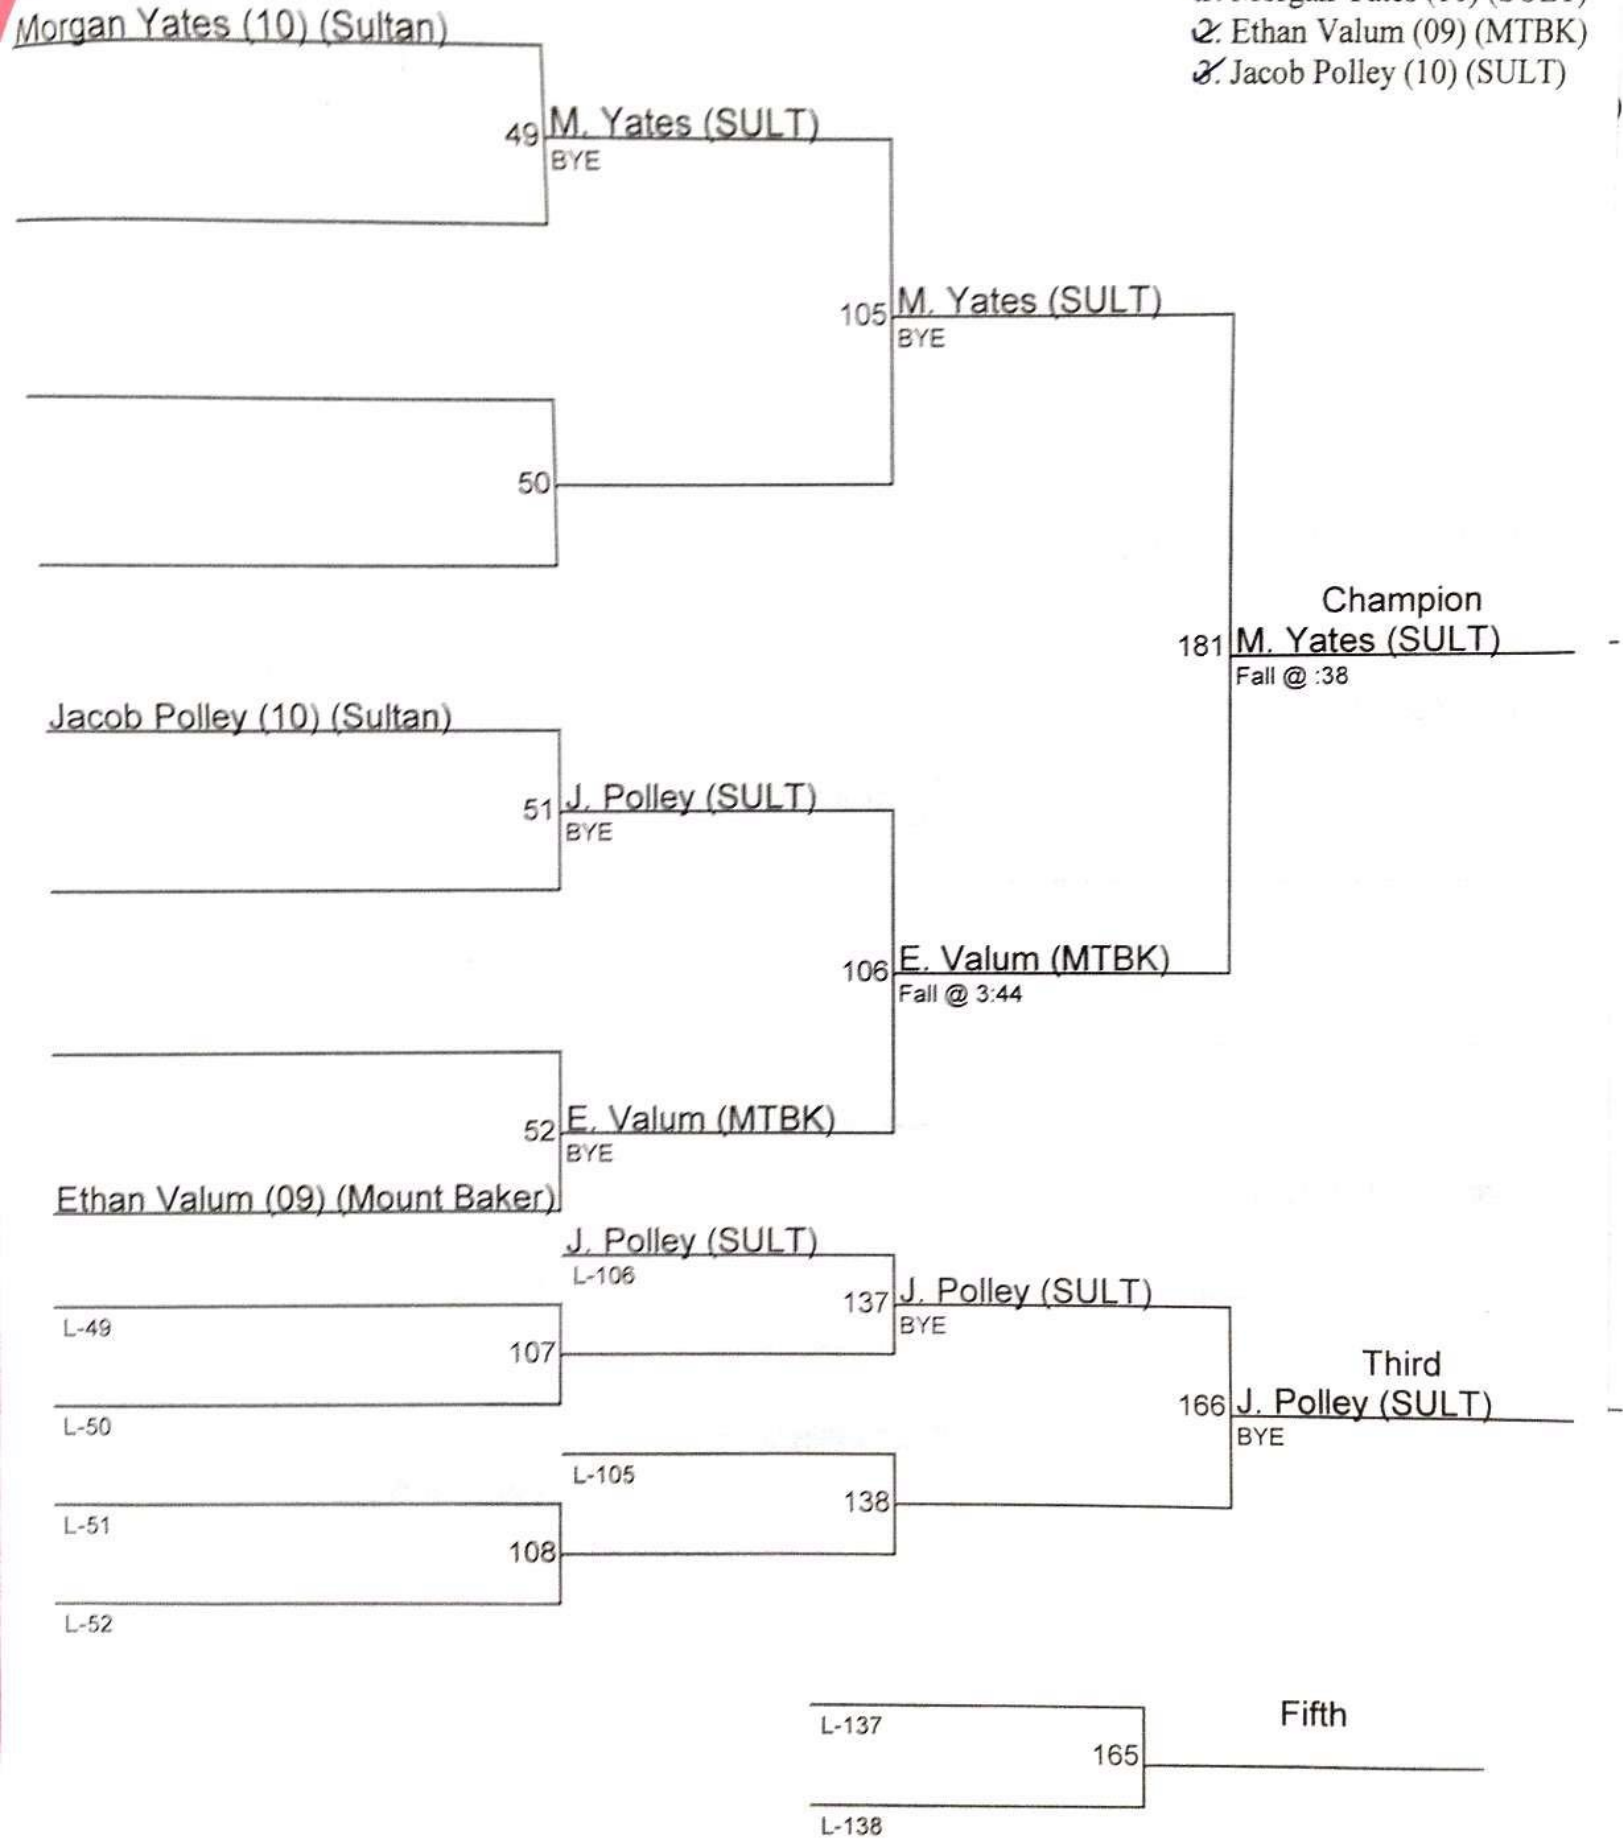 Morgan Yates (10) (Sultan)
2. Ethan Valum (09) (MTBK)
3. Jacob Polley (10) (SULT)
49 M. Yates (SULT)
BYE
105 M. Yates (SULT)
BYE
50
Champion
181 M. Yates (SULT)
Fall @ :38
Jacob Polley (10) (Sultan)
51 J. Polley (SULT)
BYE
106 E. Valum (MTBK)
Fall @ 3:44
52 E. Valum (MTBK)
BYE
Ethan Valum (09) (Mount Baker)
J. Polley (SULT)
L-106
137 J. Polley (SULT)
BYE
L-49
107
Third
166 J. Polley (SULT)
BYE
L-50
L-105
138
L-51
108
L-52
Fifth
L-137
165
L-138